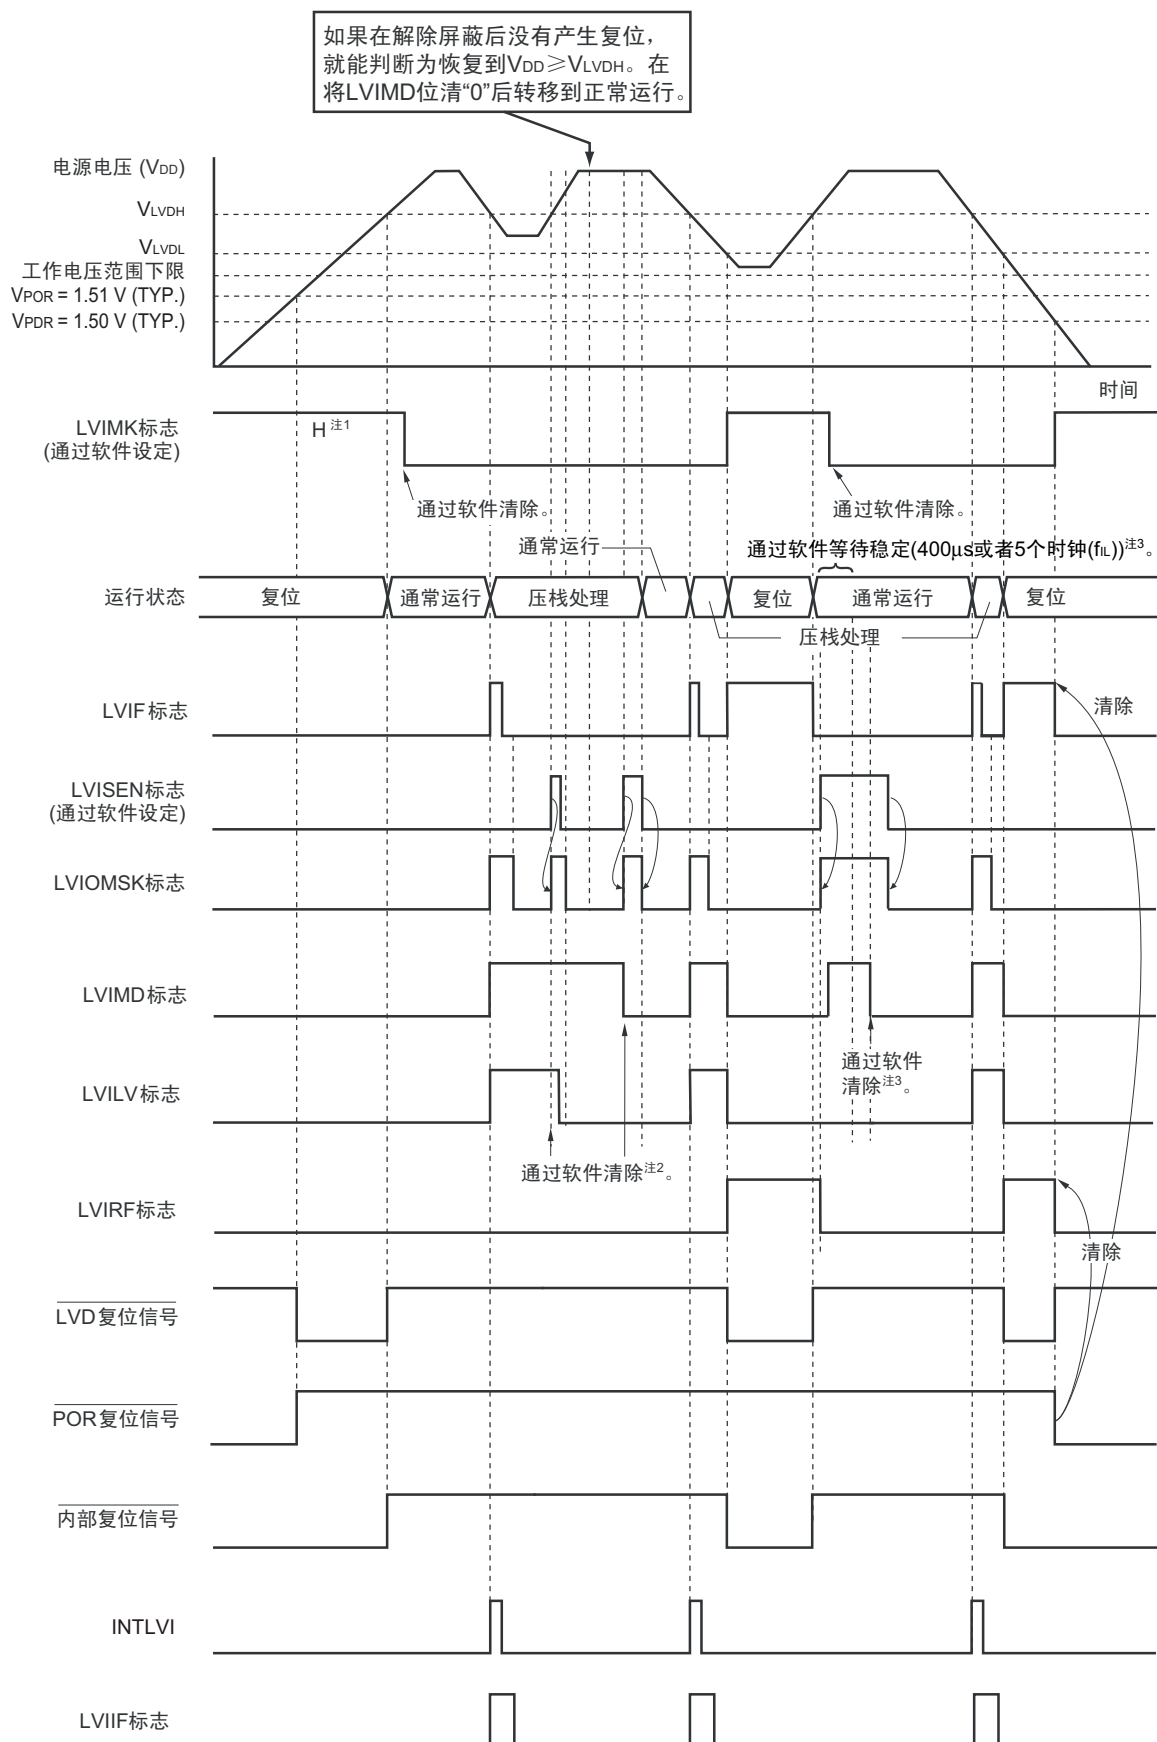 如果在解除屏蔽后没有产生复位，
就能判断为恢复到VDD≥VLVDH。在
将LVIMD位清“0”后转移到正常运行。
电源电压 (VDD)
VLVDH
VLVDL
工作电压范围下限
VPOR = 1.51 V (TYP.)
VPDR = 1.50 V (TYP.)
时间
LVIMK标志
(通过软件设定)
H 注1
通过软件清除。
通过软件清除。
通常运行
通过软件等待稳定(400μs或者5个时钟(fIL))注3。
运行状态
复位
通常运行
压栈处理
复位
通常运行
复位
压栈处理
LVIF标志
清除
LVISEN标志
(通过软件设定)
LVIOMSK标志
LVIMD标志
通过软件
清除注3。
LVILV标志
通过软件清除注2。
LVIRF标志
清除
LVD复位信号
POR复位信号
内部复位信号
INTLVI
LVIIF标志